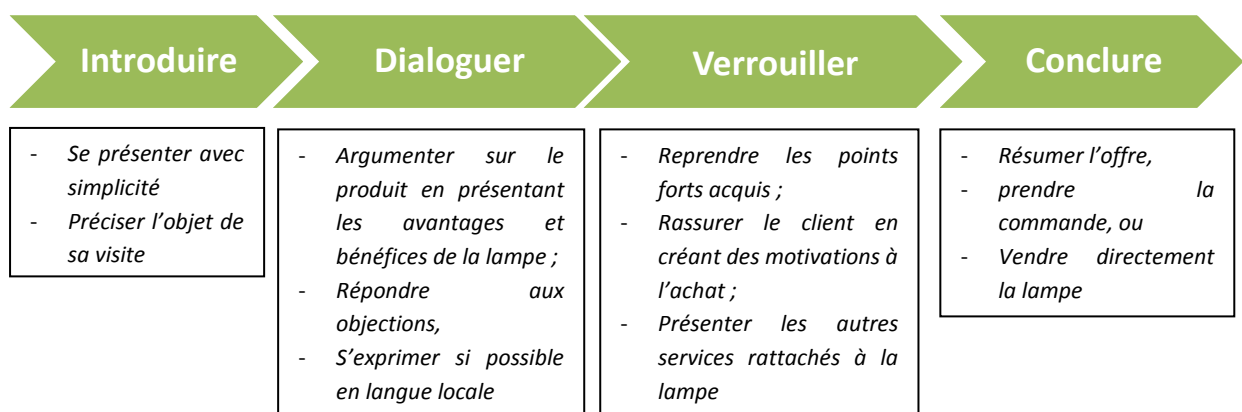 Introduire
Dialoguer
Verrouiller
Conclure
- Se présenter avec
simplicité
- Préciser l’objet de
sa visite
- Argumenter sur le
produit en présentant
les avantages et
bénéfices de la lampe ;
- Répondre aux
objections,
- S’exprimer si possible
en langue locale
- Reprendre les points
forts acquis ;
- Rassurer le client en
créant des motivations à
l’achat ;
- Présenter les autres
services rattachés à la
lampe
- Résumer l’offre,
- prendre la
commande, ou
- Vendre directement
la lampe